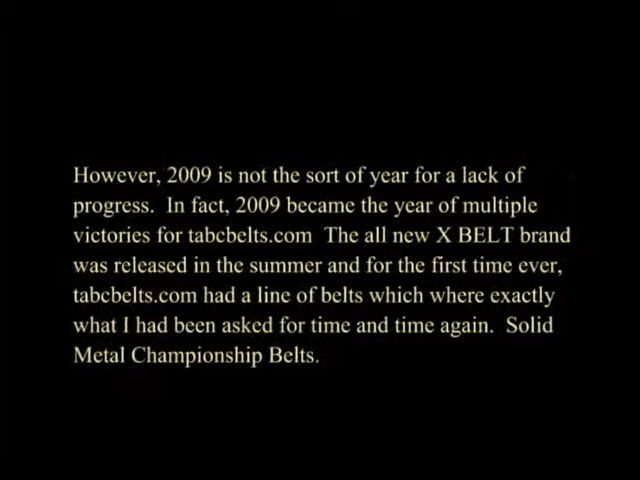 However, 2009 is not the sort of year for a lack of
progress.  In fact, 2009 became the year of multiple
victories for tabcbelts.com  The all new X BELT brand
was released in the summer and for the first time ever,
tabcbelts.com had a line of belts which where exactly
what I had been asked for time and time again.  Solid
Metal Championship Belts.